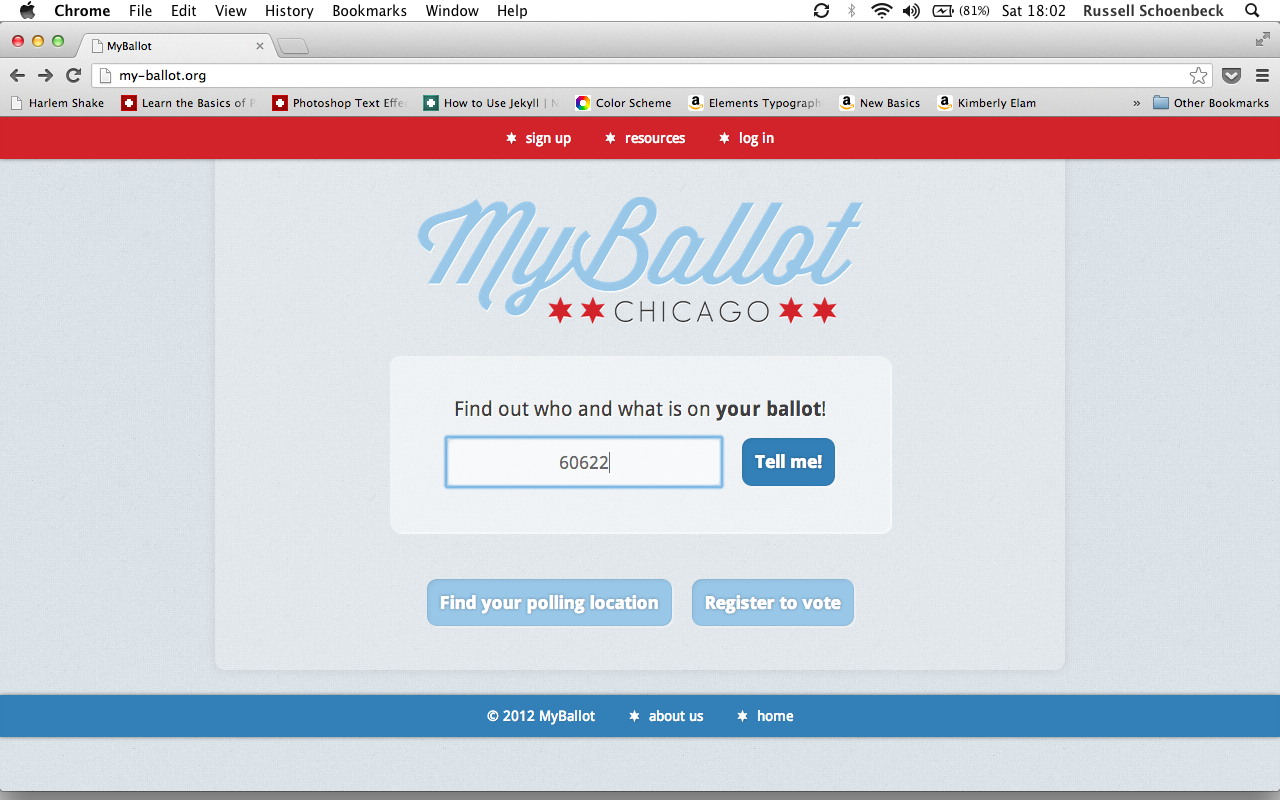 Chrome File Edit View History Bookmarks Window Help (81%) Sat 18:02 Russell Schoenbeck
MyBallot
my-ballot.org
Harlem Shake Learn the Basics of Photoshop Text Effe How to Use Jekyll | Color Scheme Elements Typograph New Basics Kimberly Elam » Other Bookmarks
sign up resources log in
MyBallot
CHICAGO
Find out who and what is on your ballot!
60622 Tell me!
Find your polling location Register to vote
© 2012 MyBallot about us home